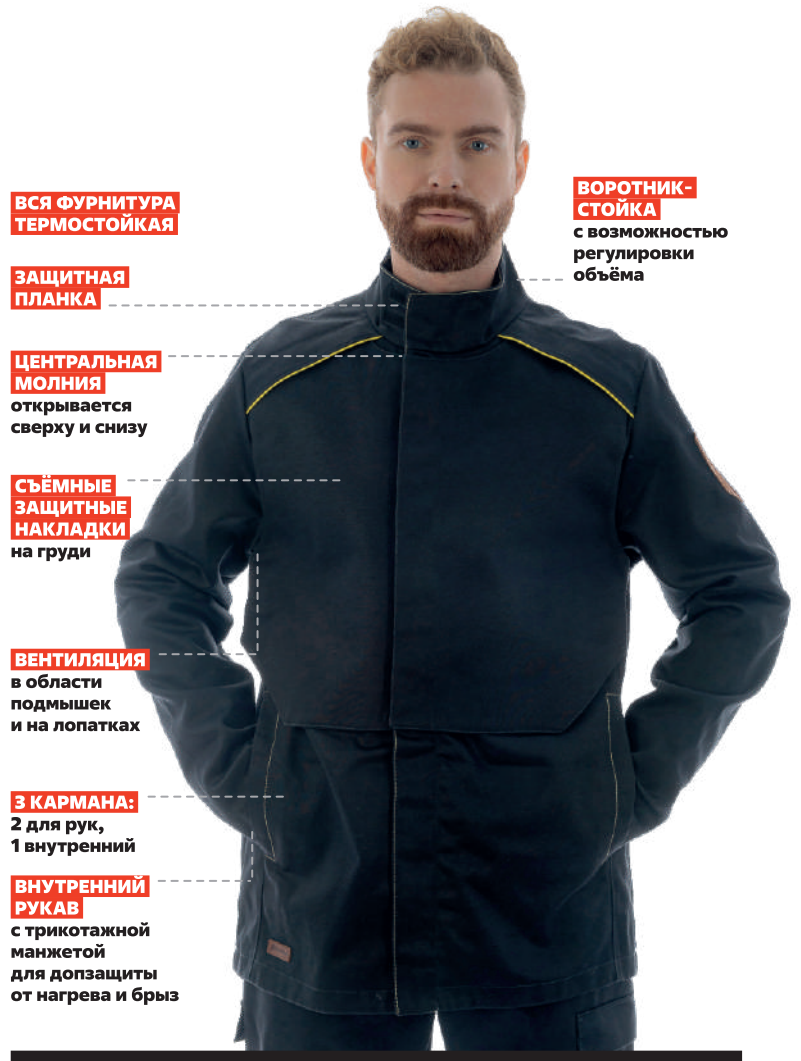 ВСЯ ФУРНИТУРА
ТЕРМОСТОЙКАЯ
ЗАЩИТНАЯ
ПЛАНКА
ЦЕНТРАЛЬНАЯ
МОЛНИЯ
открывается
сверху и снизу
СЪЁМНЫЕ
ЗАЩИТНЫЕ
НАКЛАДКИ
на груди
ВЕНТИЛЯЦИЯ
в области
подмышек
и на лопатках
3 КАРМАНА:
2 для рук,
1 внутренний
ВНУТРЕННИЙ
РУКАВ
с трикотажной
манжетой
для допзащиты
от нагрева и брызг
ВОРОТНИК-
СТОЙКА
с возможностью
регулировки
объёма